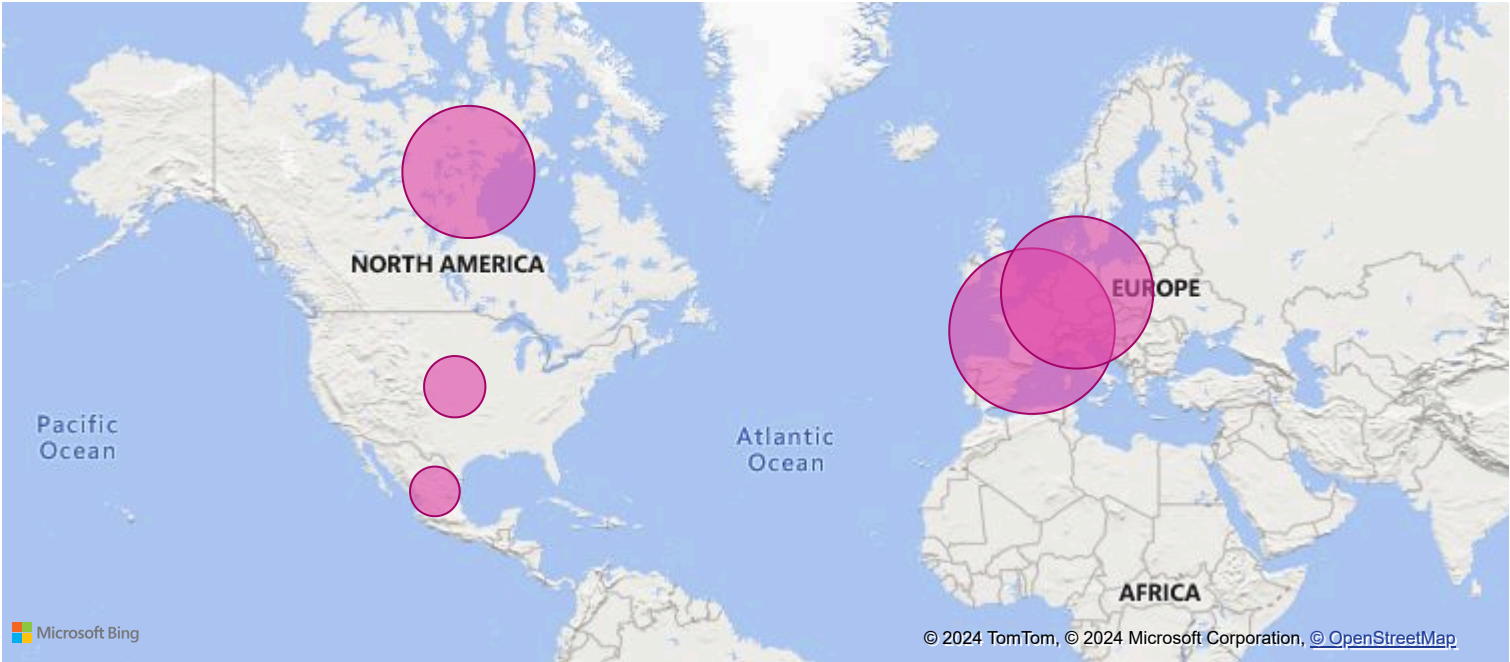 NORTH AMERICA
EUROPE
Pacific
Ocean
Atlantic
Ocean
AFRICA
Microsoft Bing
© 2024 TomTom, © 2024 Microsoft Corporation, © OpenStreetMap